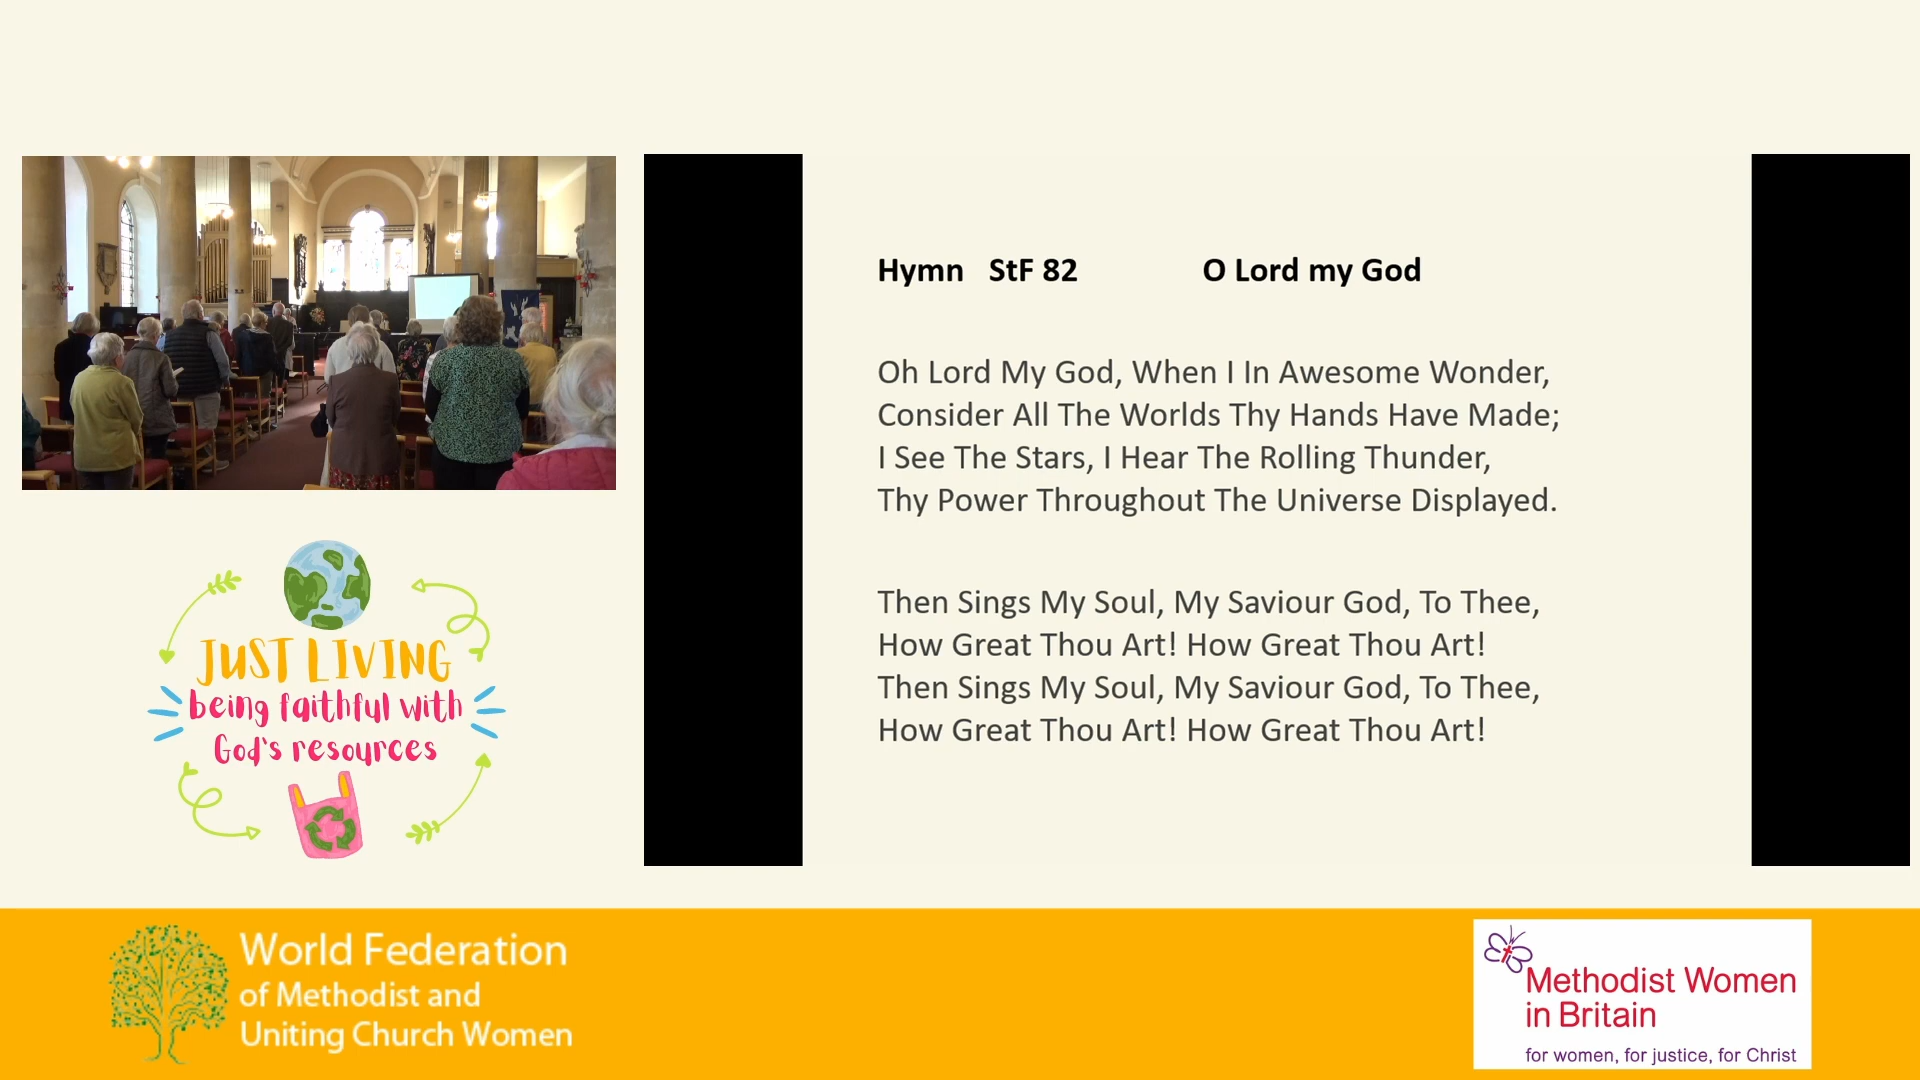 Hymn StF 82 O Lord my God
Oh Lord My God, When I In Awesome Wonder,
Consider All The Worlds Thy Hands Have Made;
I See The Stars, I Hear The Rolling Thunder,
Thy Power Throughout The Universe Displayed.
Then Sings My Soul, My Saviour God, To Thee,
How Great Thou Art! How Great Thou Art!
Then Sings My Soul, My Saviour God, To Thee,
How Great Thou Art! How Great Thou Art!
JUST LIVING
being faithful with
God's resources
World Federation
of Methodist and
Uniting Church Women
Methodist Women
in Britain
for women, for justice, for Christ